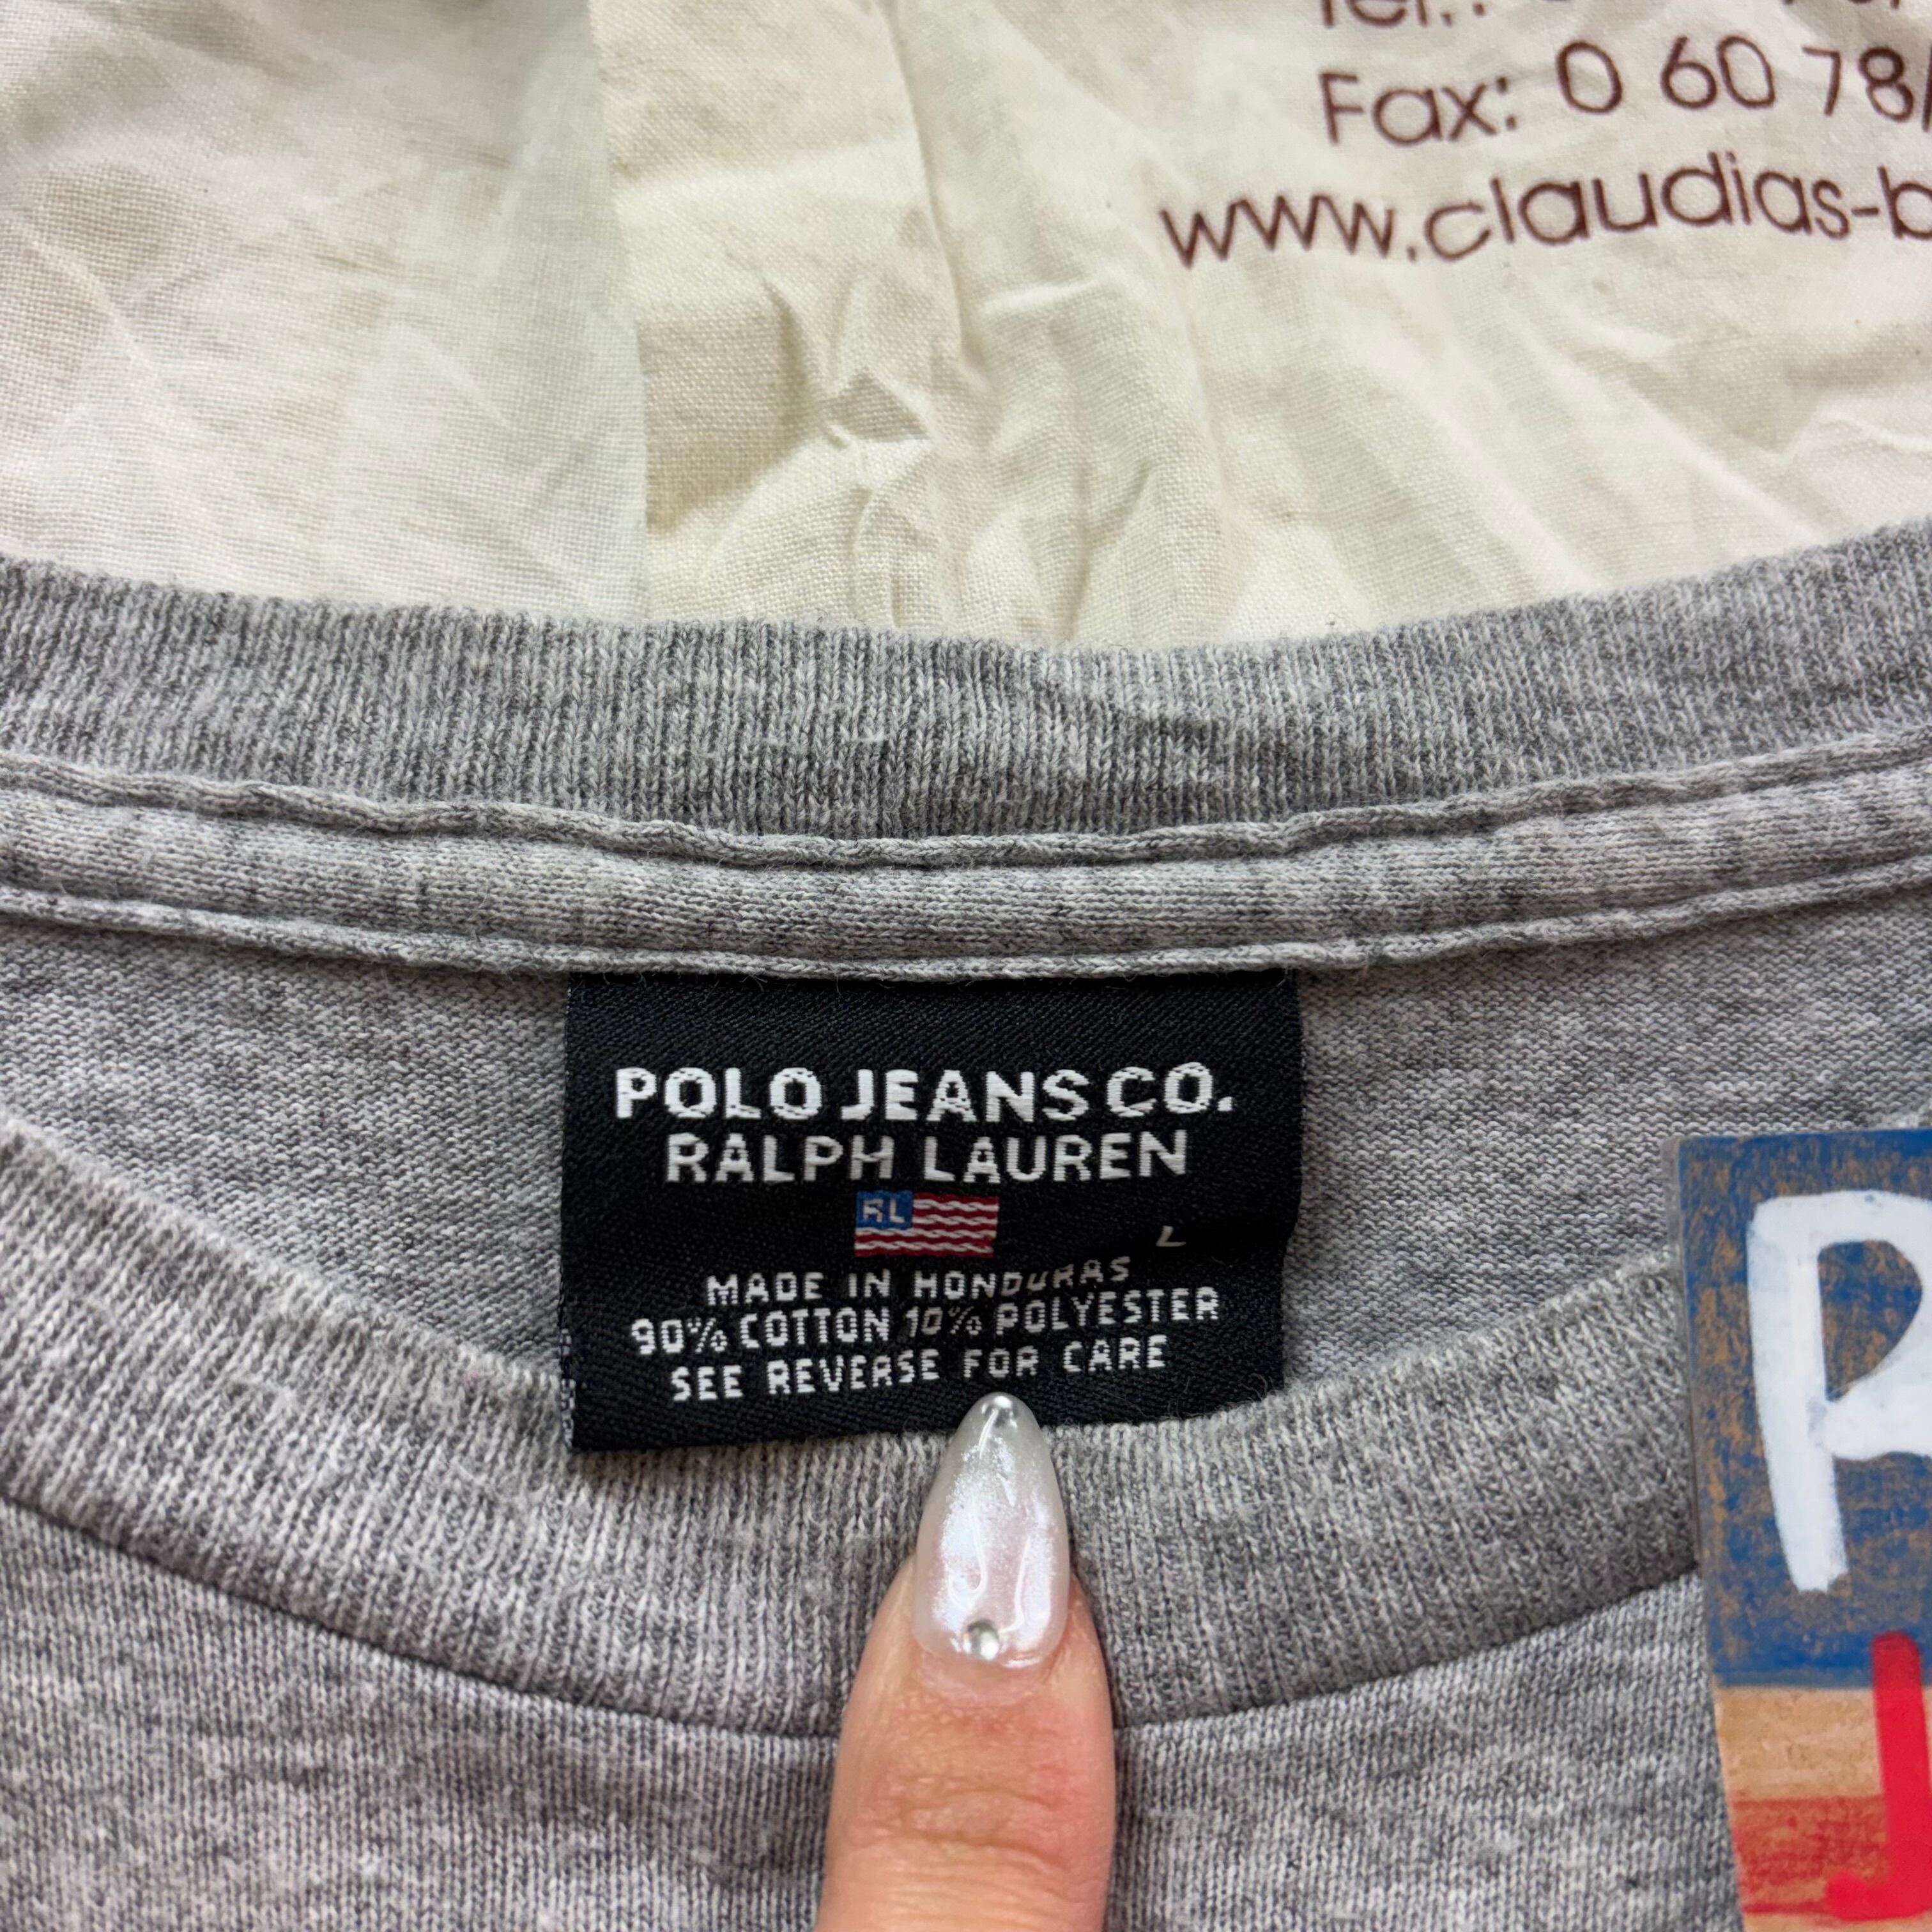 Fax: 0 60 78/
www.claudias-b
POLO JEANS CO.
RALPH LAUREN
RL
L
MADE IN HONDURAS
90% COTTON 10% POLYESTER
SEE REVERSE FOR CARE
P
J